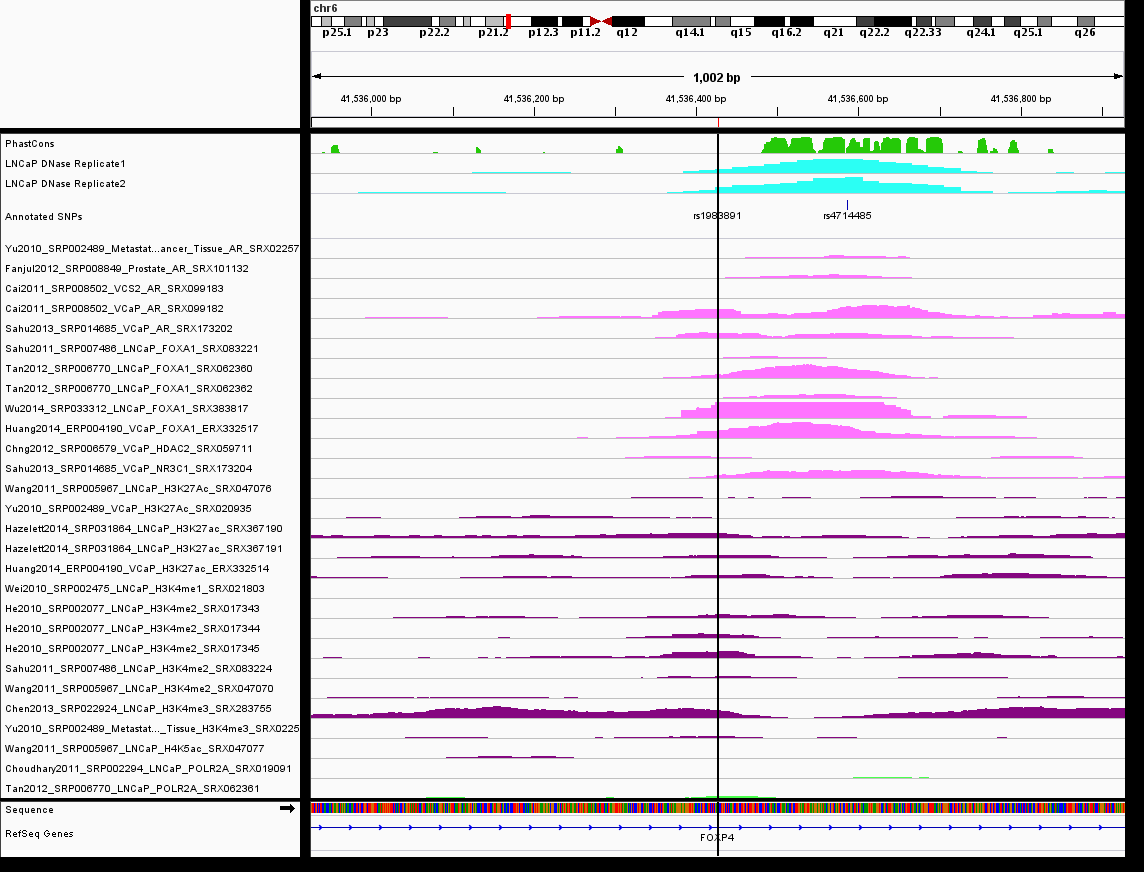 chr6
p25.1 p23 p22.2 p21.2 p12.3 p11.2 q12 q14.1 q15 q16.2 q21 q22.2 q22.33 q24.1 q25.1 q26
1,002 bp
41,536,000 bp 41,536,200 bp 41,536,400 bp 41,536,600 bp 41,536,800 bp
PhastCons
LNCaP DNase Replicate1
LNCaP DNase Replicate2
Annotated SNPs
rs1983891 rs4714485
Yu2010_SRP002489_Metastat...ancer_Tissue_AR_SRX02257
Fanjul2012_SRP008849_Prostate_AR_SRX101132
Cai2011_SRP008502_VCS2_AR_SRX099183
Cai2011_SRP008502_VCaP_AR_SRX099182
Sahu2013_SRP014685_VCaP_AR_SRX173202
Sahu2011_SRP007486_LNCaP_FOXA1_SRX083221
Tan2012_SRP006770_LNCaP_FOXA1_SRX062360
Tan2012_SRP006770_LNCaP_FOXA1_SRX062362
Wu2014_SRP033312_LNCaP_FOXA1_SRX383817
Huang2014_ERP004190_VCaP_FOXA1_ERX332517
Chng2012_SRP006579_VCaP_HDAC2_SRX059711
Sahu2013_SRP014685_VCaP_NR3C1_SRX173204
Wang2011_SRP005967_LNCaP_H3K27Ac_SRX047076
Yu2010_SRP002489_VCaP_H3K27Ac_SRX020935
Hazelett2014_SRP031864_LNCaP_H3K27ac_SRX367190
Hazelett2014_SRP031864_LNCaP_H3K27ac_SRX367191
Huang2014_ERP004190_VCaP_H3K27ac_ERX332514
Wei2010_SRP002475_LNCaP_H3K4me1_SRX021803
He2010_SRP002077_LNCaP_H3K4me2_SRX017343
He2010_SRP002077_LNCaP_H3K4me2_SRX017344
He2010_SRP002077_LNCaP_H3K4me2_SRX017345
Sahu2011_SRP007486_LNCaP_H3K4me2_SRX083224
Wang2011_SRP005967_LNCaP_H3K4me2_SRX047070
Chen2013_SRP022924_LNCaP_H3K4me3_SRX283755
Yu2010_SRP002489_Metastat..._Tissue_H3K4me3_SRX0225
Wang2011_SRP005967_LNCaP_H4K5ac_SRX047077
Choudhary2011_SRP002294_LNCaP_POLR2A_SRX019091
Tan2012_SRP006770_LNCaP_POLR2A_SRX062361
Sequence
RefSeq Genes
FOXP4